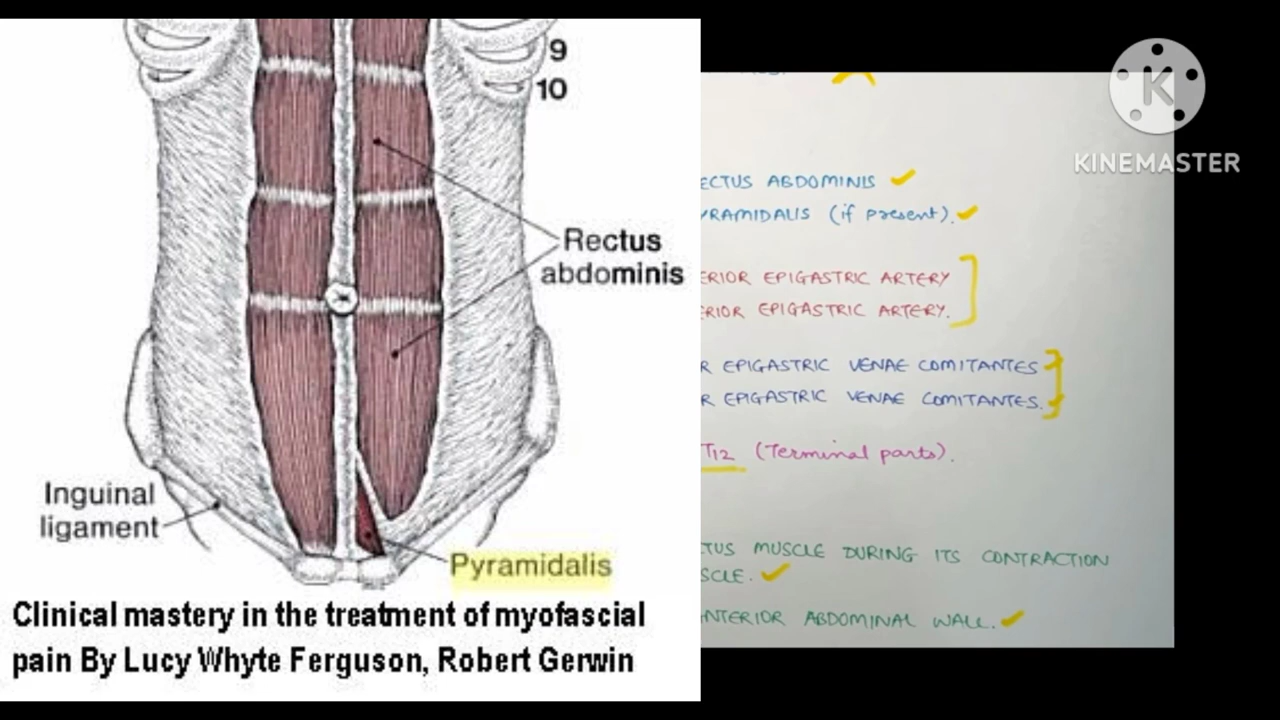 9
10
Rectus
abdominis
Inguinal
ligament
Pyramidalis
Clinical mastery in the treatment of myofascial
pain By Lucy Whyte Ferguson, Robert Gerwin
KINEMASTER
ECTUS ABDOMINIS
YRAMIDALIS (if present).
ERIOR EPIGASTRIC ARTERY
ERIOR EPIGASTRIC ARTERY.
R EPIGASTRIC VENAE COMITANTES
R EPIGASTRIC VENAE COMITANTES.
T12 (Terminal parts).
CTUS MUSCLE DURING ITS CONTRACTION
SCLE.
NTERIOR ABDOMINAL WALL.